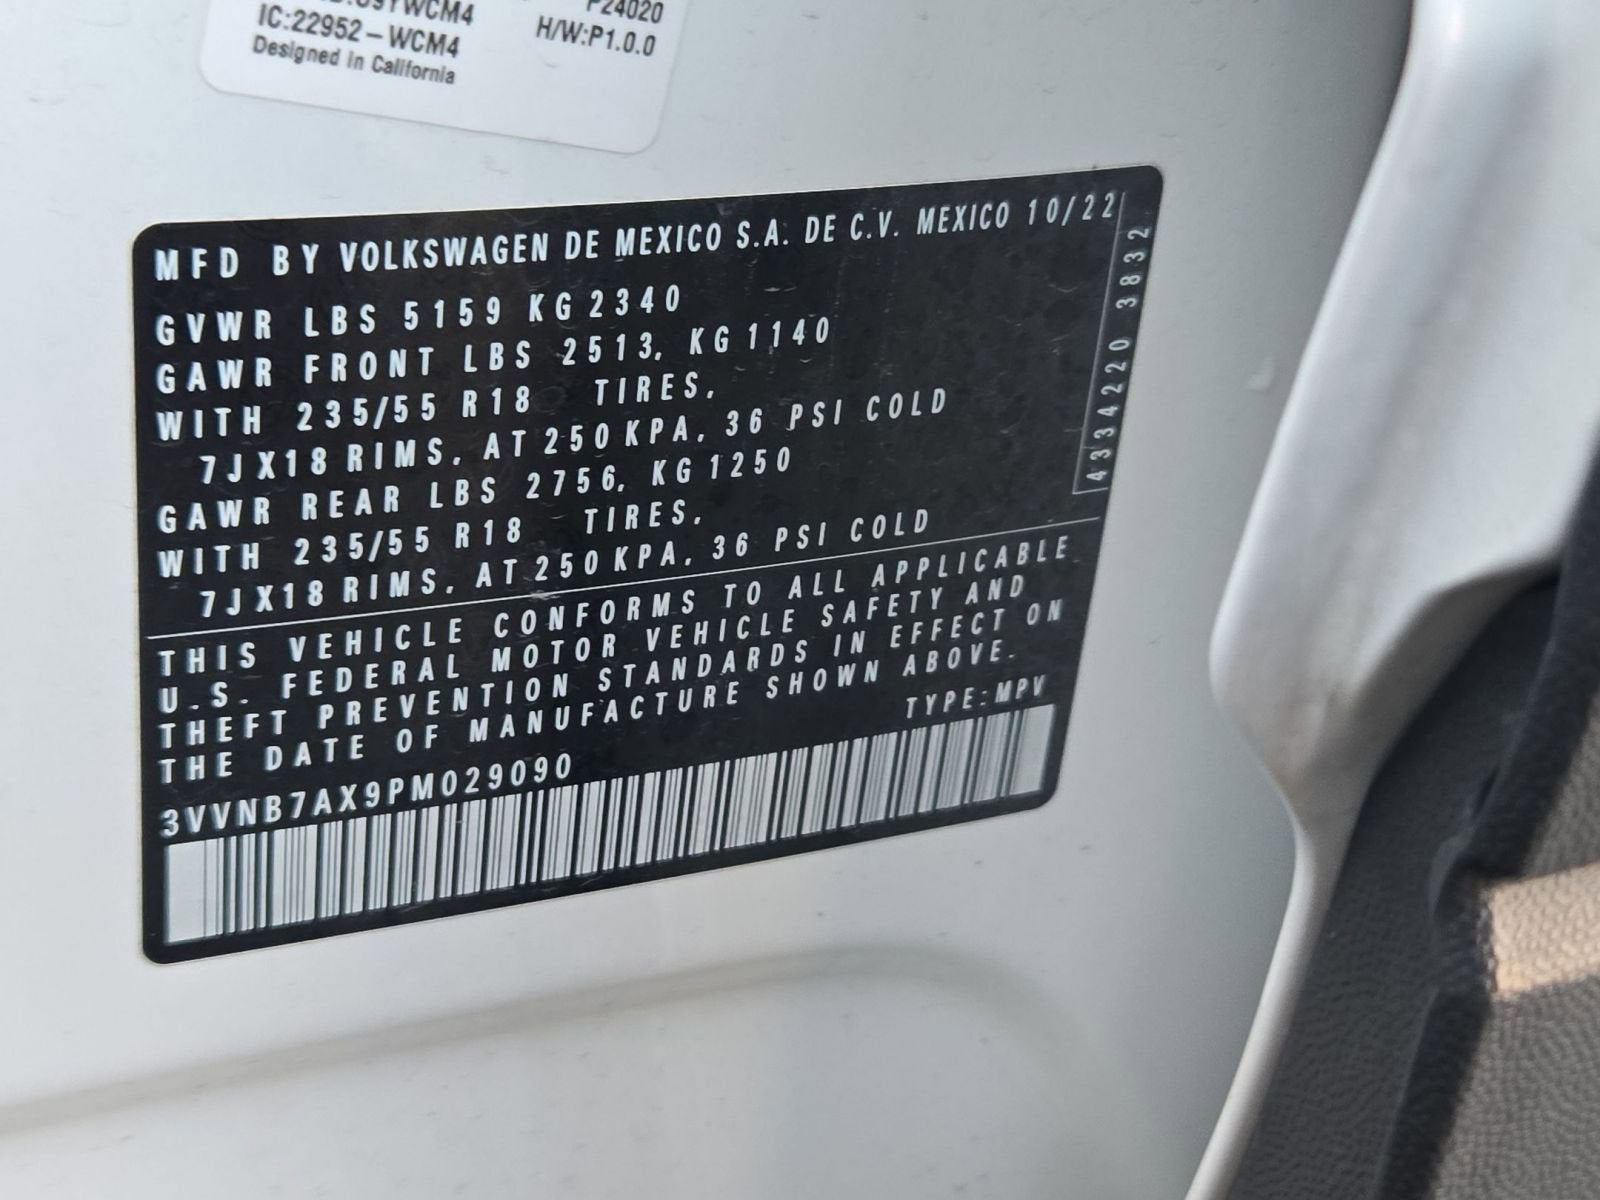 P24020
IC:22952-WCM4
H/W:P1.0.0
Designed in California
MFD BY VOLKSWAGEN DE MEXICO S.A. DE C.V. MEXICO 10/22
GVWR LBS 5159 KG 2340
GAWR FRONT LBS 2513, KG 1140
WITH 235/55 R18 TIRES,
7JX18 RIMS, AT 250 KPA, 36 PSI COLD
GAWR REAR LBS 2756, KG 1250
WITH 235/55 R18 TIRES,
7JX18 RIMS, AT 250 KPA, 36 PSI COLD
4334220 3832
THIS VEHICLE CONFORMS TO ALL APPLICABLE
U.S. FEDERAL MOTOR VEHICLE SAFETY AND
THEFT PREVENTION STANDARDS IN EFFECT ON
THE DATE OF MANUFACTURE SHOWN ABOVE.
TYPE:MPV
3VVNB7AX9PM029090